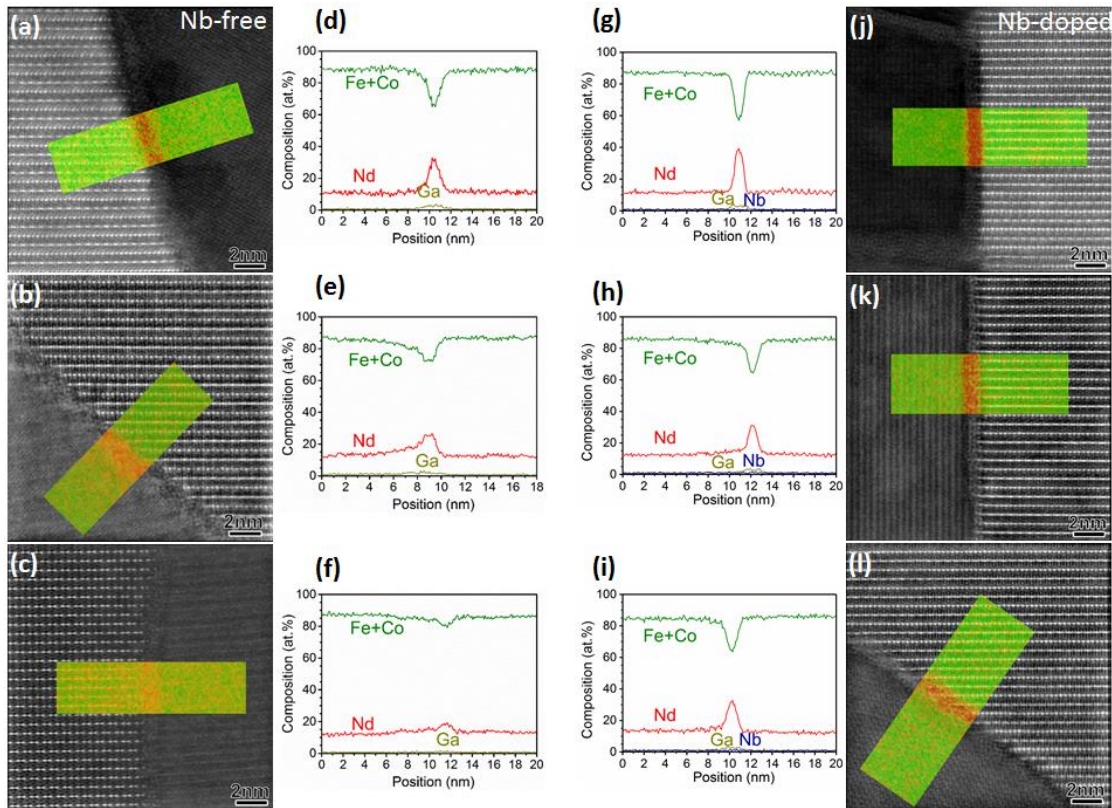 (a) Nb-free
2nm
(b)
2nm
(c)
2nm
(d)
100
80
60
40
20
0
Composition (at.%)
Fe+Co
Nd
Ga
0 2 4 6 8 10 12 14 16 18 20
Position (nm)
(e)
100
80
60
40
20
0
Composition (at.%)
Fe+Co
Nd
Ga
0 2 4 6 8 10 12 14 16 18
Position (nm)
(f)
100
80
60
40
20
0
Composition (at.%)
Fe+Co
Nd
Ga
0 2 4 6 8 10 12 14 16 18 20
Position (nm)
(g)
100
80
60
40
20
0
Composition (at.%)
Fe+Co
Nd
Ga Nb
0 2 4 6 8 10 12 14 16 18 20
Position (nm)
(h)
100
80
60
40
20
0
Composition (at.%)
Fe+Co
Nd
Ga Nb
0 2 4 6 8 10 12 14 16 18 20
Position (nm)
(i)
100
80
60
40
20
0
Composition (at.%)
Fe+Co
Nd
Ga Nb
0 2 4 6 8 10 12 14 16 18 20
Position (nm)
(j) Nb-doped
2nm
(k)
2nm
(l)
2nm